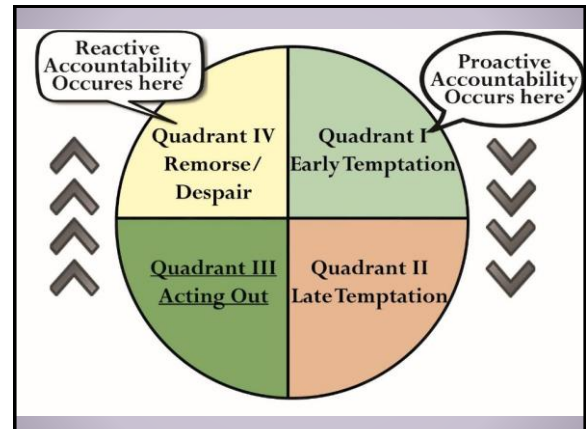 Reactive
Accountability
Occures here
Proactive
Accountability
Occurs here
Quadrant IV
Remorse/
Despair
Quadrant I
Early Temptation
Quadrant III
Acting Out
Quadrant II
Late Temptation